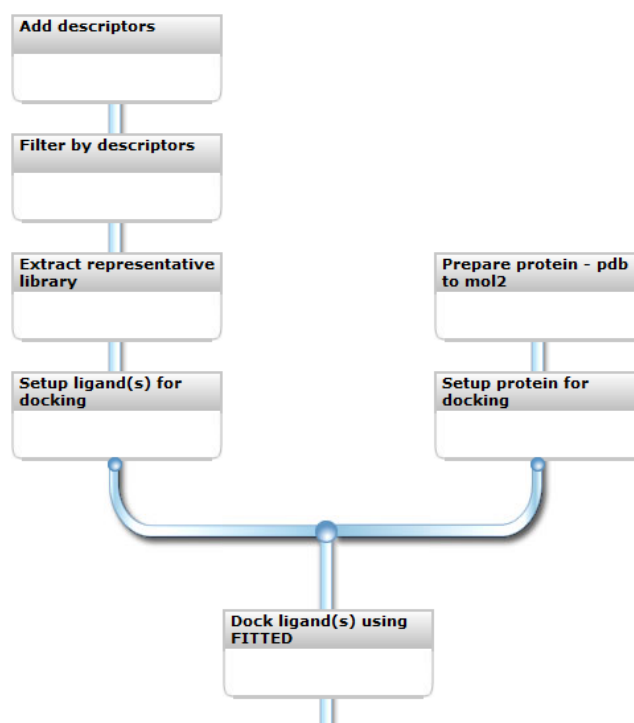 Add descriptors
Filter by descriptors
Extract representative
library
Prepare protein - pdb
to mol2
Setup ligand(s) for
docking
Setup protein for
docking
Dock ligand(s) using
FITTED